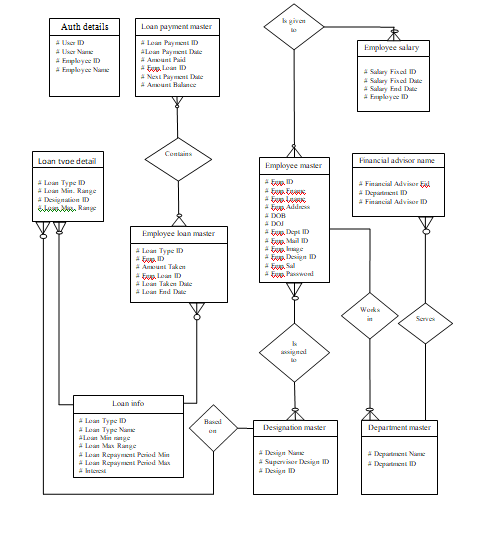 Auth details
# User ID
# User Name
# Employee ID
# Employee Name
Loan payment master
# Loan Payment ID
#Loan Payment Date
# Amount Paid
# Emp Loan ID
# Next Payment Date
# Amount Balance
Is given
to
Employee salary
# Salary Fixed ID
# Salary Fixed Date
# Salary End Date
# Employee ID
Contains
Loan type detail
# Loan Type ID
# Loan Min. Range
# Designation ID
# Loan Max. Range
Employee loan master
# Loan Type ID
# Emp ID
# Amount Taken
# Emp Loan ID
# Loan Taken Date
# Loan End Date
Employee master
# Emp ID
# Emp Fname
# Emp Lname
# Emp Address
# DOB
# DOJ
# Emp Dept ID
# Emp Mail ID
# Emp Image
# Emp Design ID
# Emp Sal
# Emp Password
Financial advisor name
# Financial Advisor
# Department ID
# Financial Advisor ID
Is
assigned
to
Works
in
Serves
Loan info
# Loan Type ID
# Loan Type Name
#Loan Min range
# Loan Max Range
# Loan Repayment Period Min
# Loan Repayment Period Max
# Interest
Based
on
Designation master
# Design Name
# Supervisor Design ID
# Design ID
Department master
# Department Name
# Department ID